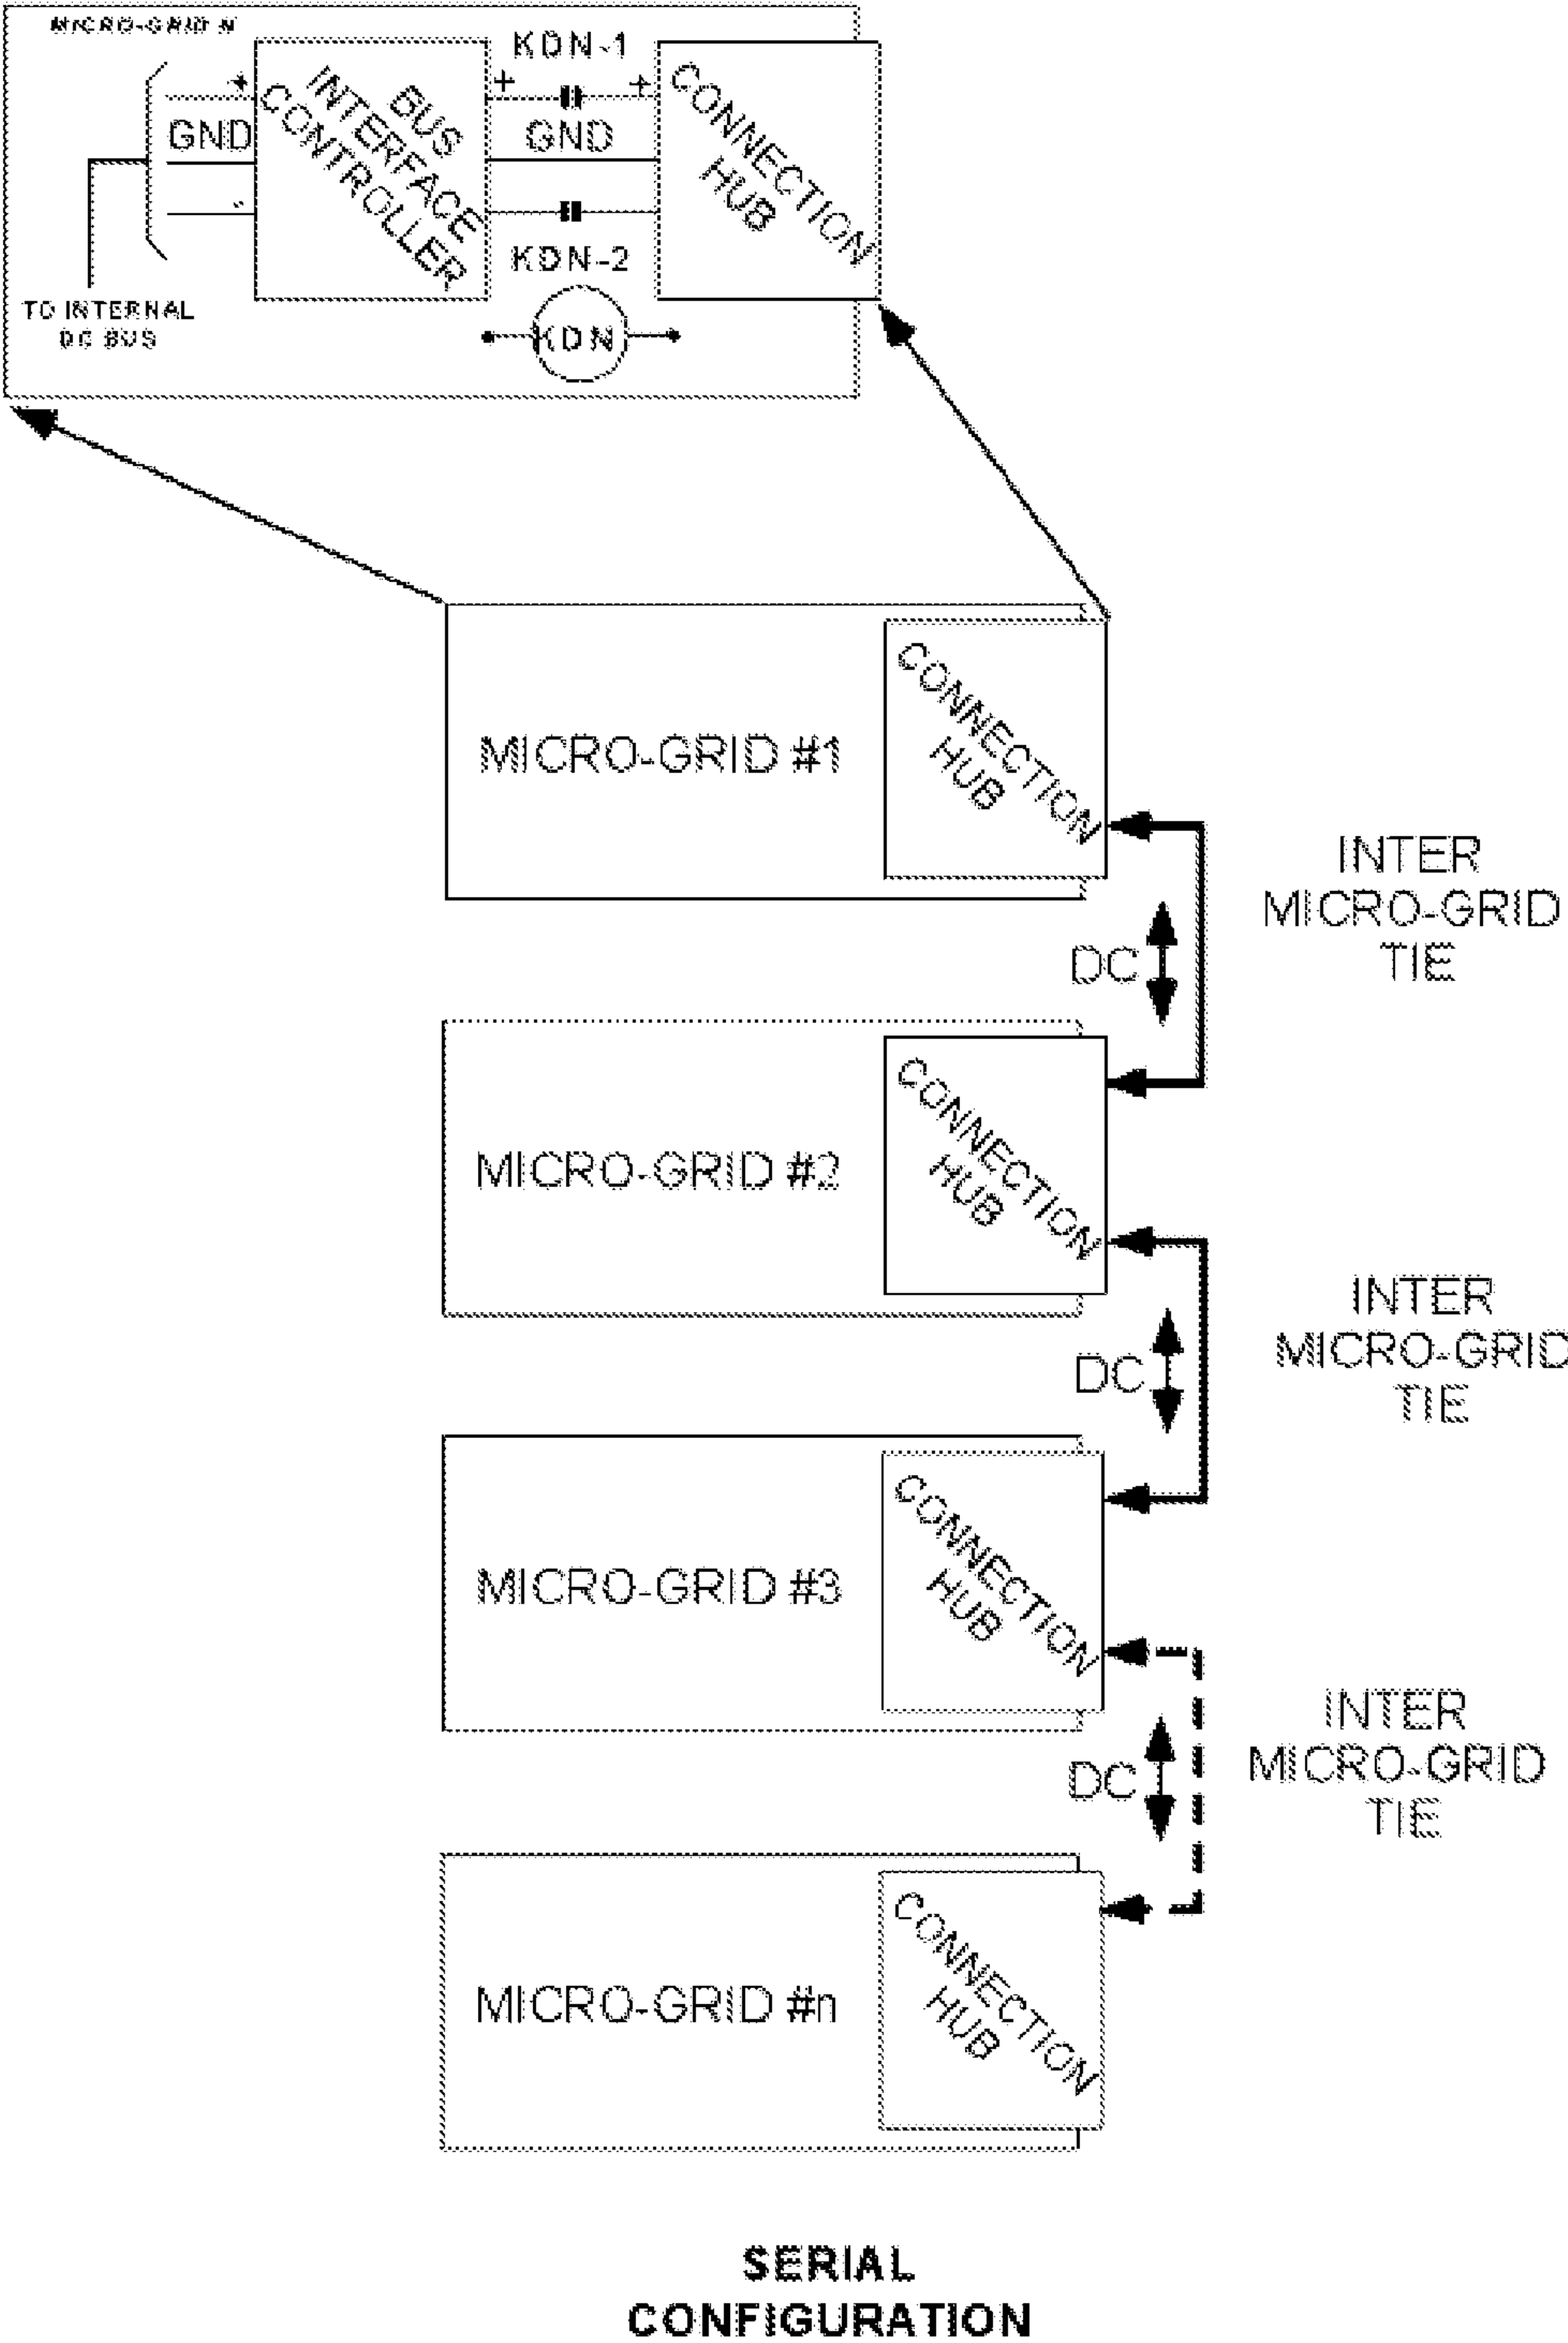 MICRO-GRID N
KDN-1
+
+
+
BUS
INTERFACE
CONTROLLER
CONNECTION
HUB
GND
GND
-
KDN-2
TO INTERNAL
DC BUS
KDN
MICRO-GRID #1
CONNECTION
HUB
INTER
MICRO-GRID
TIE
DC
MICRO-GRID #2
CONNECTION
HUB
INTER
MICRO-GRID
TIE
DC
MICRO-GRID #3
CONNECTION
HUB
INTER
MICRO-GRID
TIE
DC
MICRO-GRID #n
CONNECTION
HUB
SERIAL
CONFIGURATION